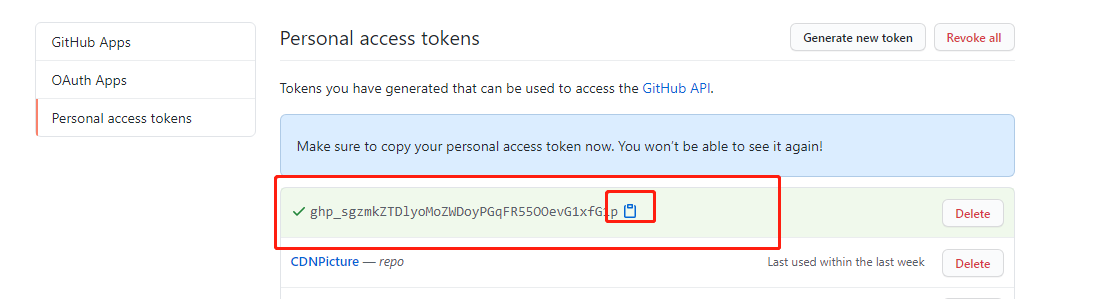 GitHub Apps
OAuth Apps
Personal access tokens
Personal access tokens
Generate new token
Revoke all
Tokens you have generated that can be used to access the GitHub API.
Make sure to copy your personal access token now. You won't be able to see it again!
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
Delete
CDNPicture — repo
Last used within the last week
Delete